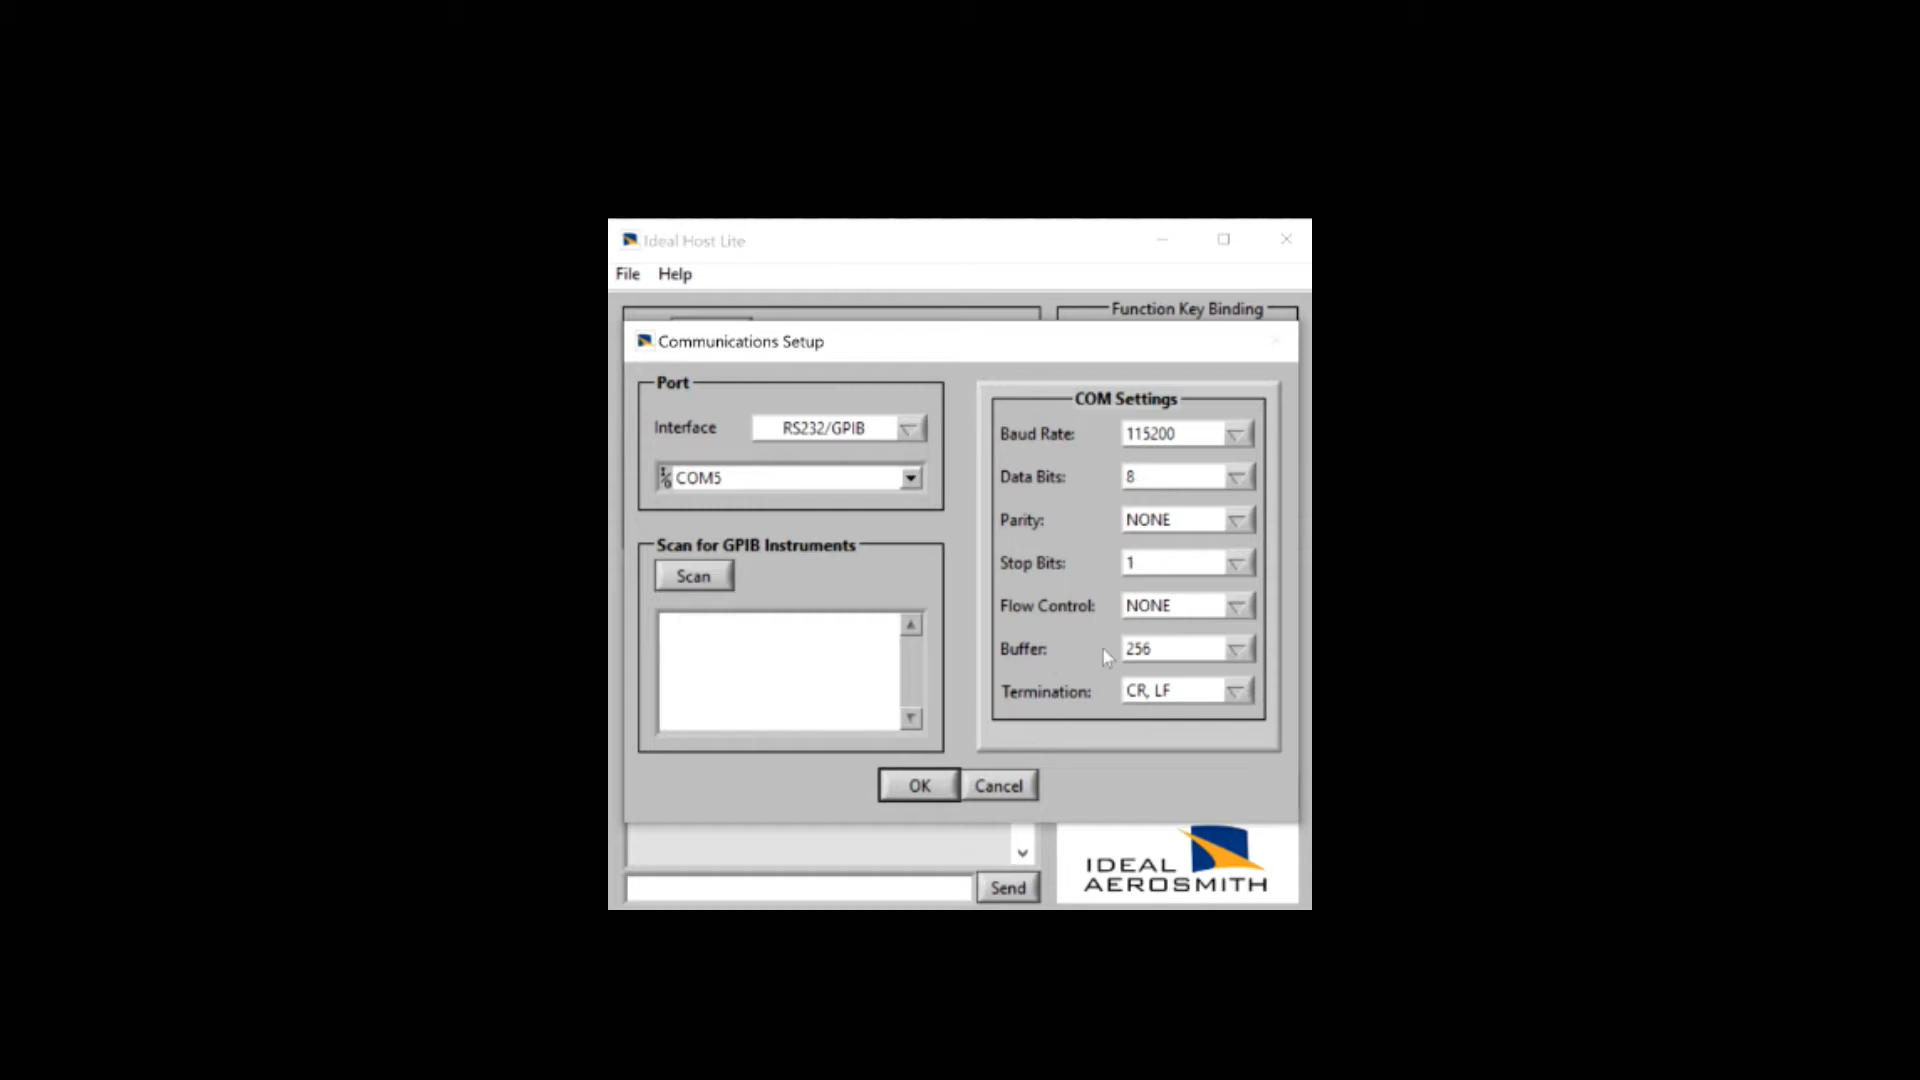 Ideal Host Lite
File Help
Function Key Binding
Communications Setup
Port
Interface RS232/GPIB
COM5
Scan for GPIB Instruments
Scan
COM Settings
Baud Rate: 115200
Data Bits: 8
Parity: NONE
Stop Bits: 1
Flow Control: NONE
Buffer: 256
Termination: CR, LF
OK Cancel
Send
IDEAL
AEROSMITH